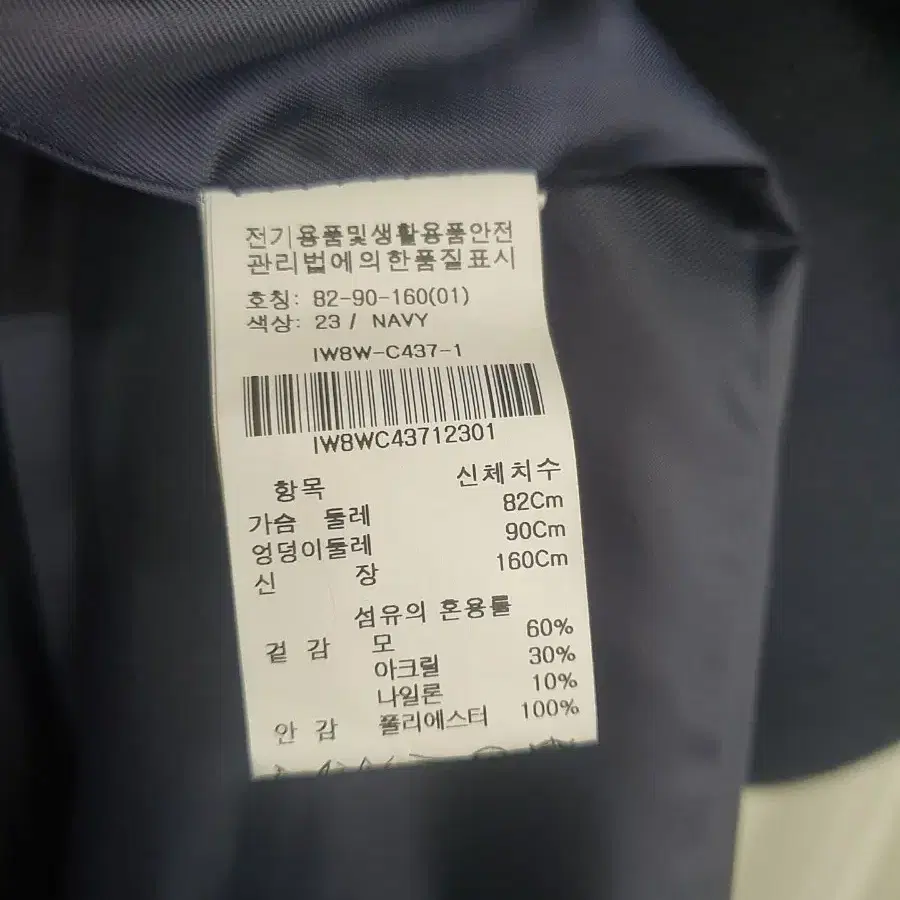 전기용품및생활용품안전
관리법에의한품질표시
호칭: 82-90-160(01)
색상: 23 / NAVY
IW8W-C437-1
IW8WC43712301
항목 신체치수
가슴 둘레 82Cm
엉덩이둘레 90Cm
신 장 160Cm
섬유의 혼용률
겉 감 모 60%
아크릴 30%
나일론 10%
안 감 폴리에스터 100%